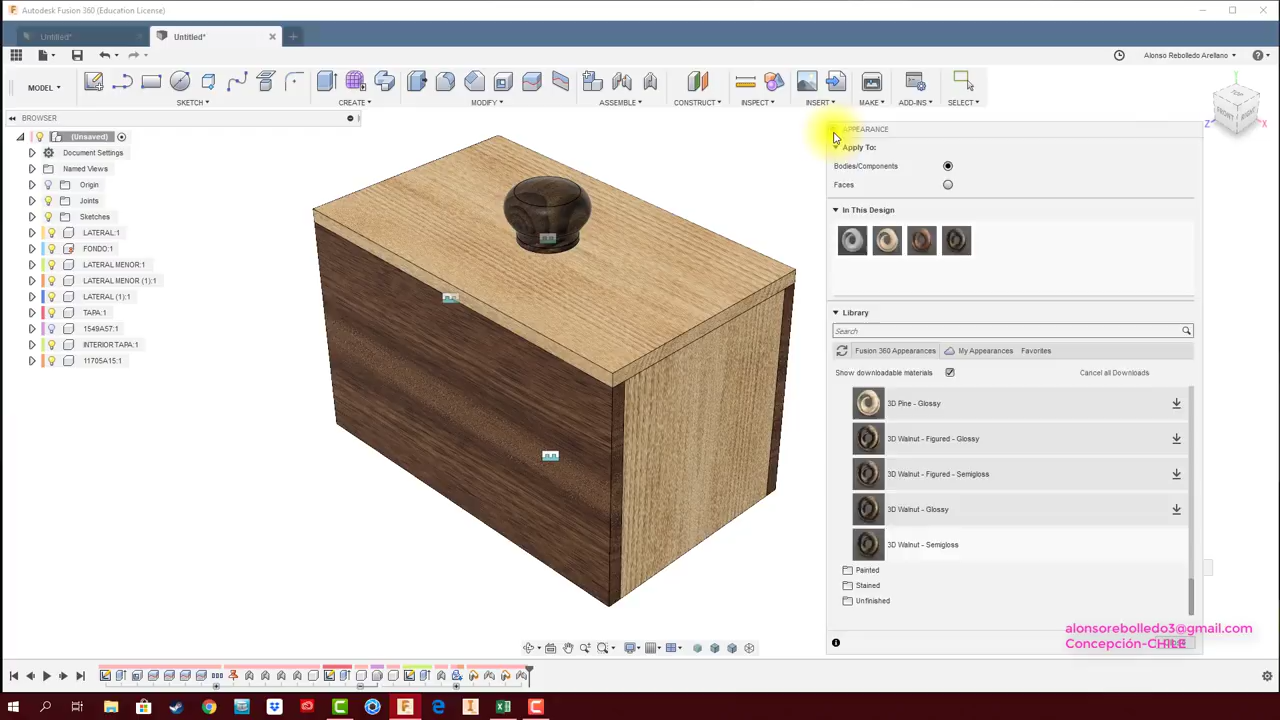 Autodesk Fusion 360 (Education License)
Untitled*
Untitled*
Alonso Rebolledo Arellano
MODEL
SKETCH
CREATE
MODIFY
ASSEMBLE
CONSTRUCT
INSPECT
INSERT
MAKE
ADD-INS
SELECT
BROWSER
(Unsaved)
Document Settings
Named Views
Origin
Joints
Sketches
LATERAL:1
FONDO:1
LATERAL MENOR:1
LATERAL MENOR (1):1
LATERAL (1):1
TAPA:1
1549A57:1
INTERIOR TAPA:1
11705A15:1
TOP
FRONT
RIGHT
Y
Z
X
APPEARANCE
Apply To:
Bodies/Components
Faces
In This Design
Library
Search
Fusion 360 Appearances
My Appearances
Favorites
Show downloadable materials
Cancel all Downloads
3D Pine - Glossy
3D Walnut - Figured - Glossy
3D Walnut - Figured - Semigloss
3D Walnut - Glossy
3D Walnut - Semigloss
Painted
Stained
Unfinished
alonsorebolledo3@gmail.com
Concepción-CHILE